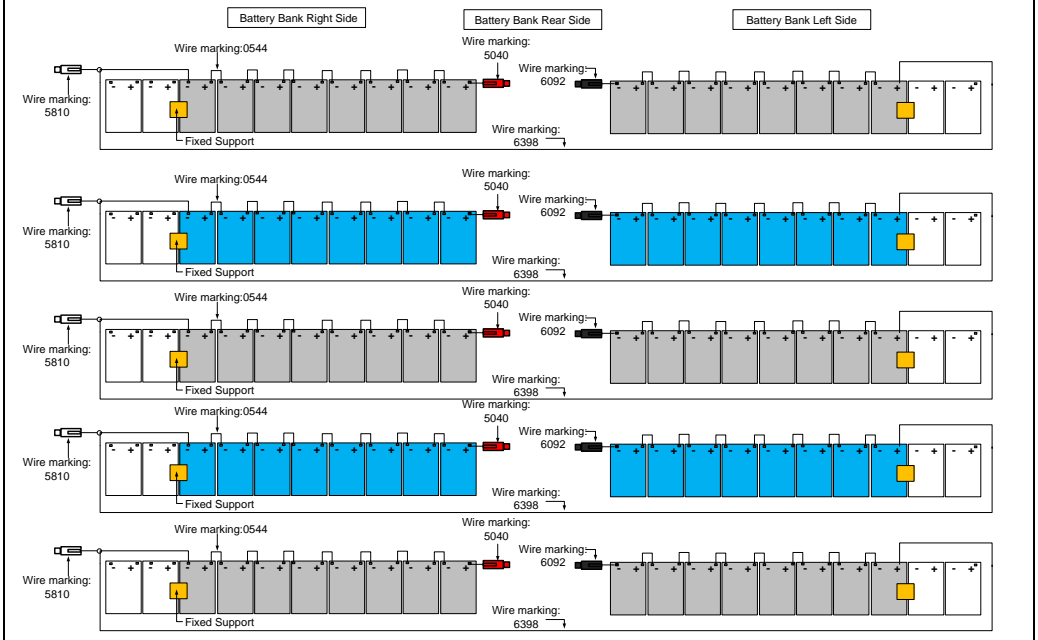 Battery Bank Right Side
Battery Bank Rear Side
Battery Bank Left Side
Wire marking:0544
Wire marking:
5040
Wire marking:
6092
Wire marking:
5810
Fixed Support
Wire marking:
6398
Wire marking:0544
Wire marking:
5040
Wire marking:
6092
Wire marking:
5810
Fixed Support
Wire marking:
6398
Wire marking:0544
Wire marking:
5040
Wire marking:
6092
Wire marking:
5810
Fixed Support
Wire marking:
6398
Wire marking:0544
Wire marking:
5040
Wire marking:
6092
Wire marking:
5810
Fixed Support
Wire marking:
6398
Wire marking:0544
Wire marking:
5040
Wire marking:
6092
Wire marking:
5810
Fixed Support
Wire marking:
6398